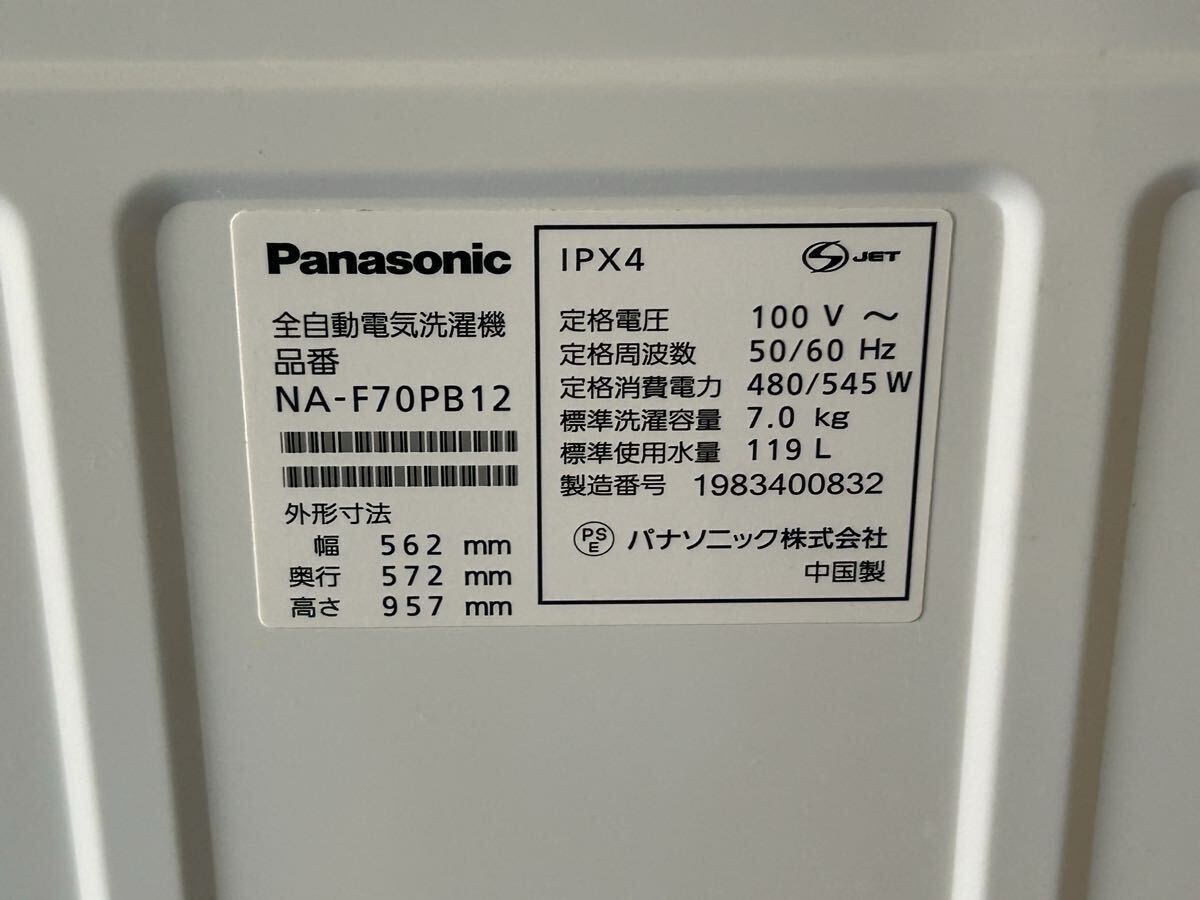 Panasonic
全自動電気洗濯機
品番
NA-F70PB12
外形寸法
幅 562 mm
奥行 572 mm
高さ 957 mm
IPX4
S JET
定格電圧 100 V ～
定格周波数 50/60 Hz
定格消費電力 480/545 W
標準洗濯容量 7.0 kg
標準使用水量 119 L
製造番号 1983400832
PS
E
パナソニック株式会社
中国製